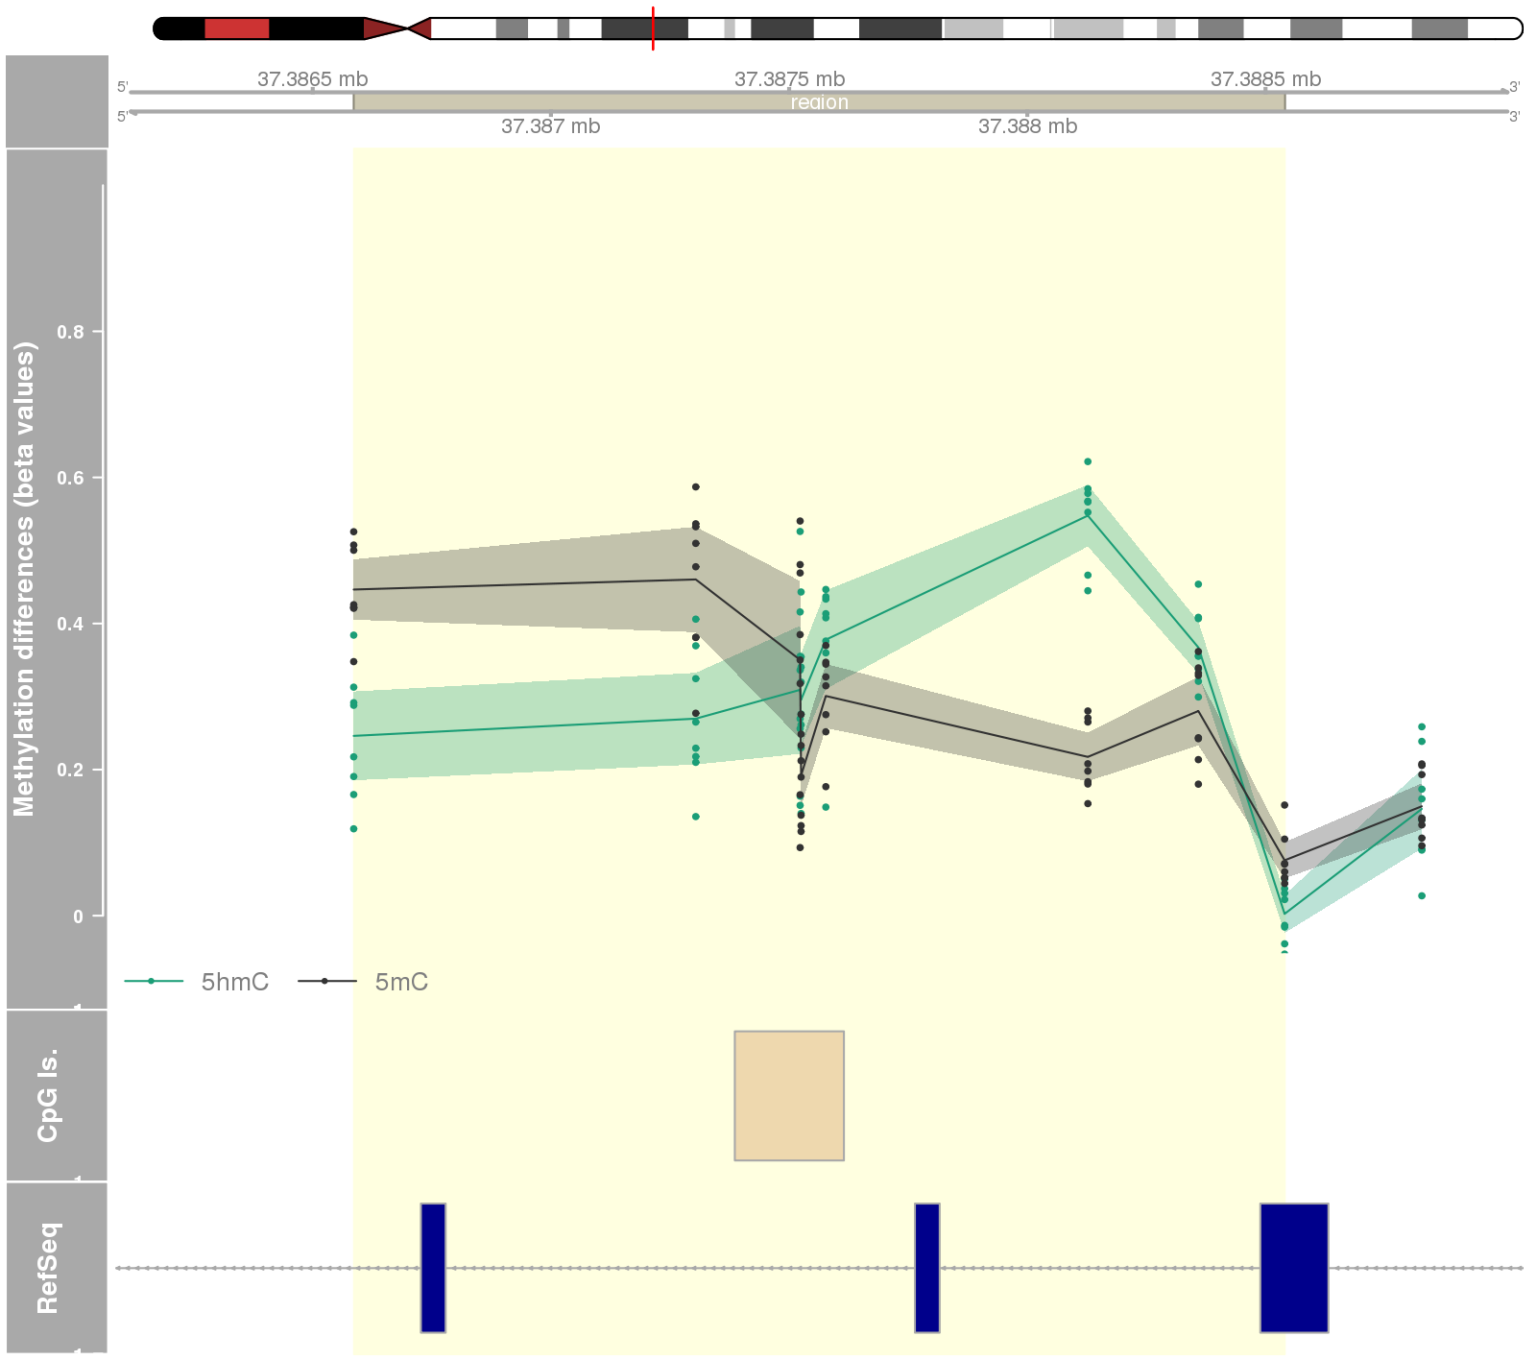 37.3865 mb
37.3875 mb
37.3885 mb
5'
3'
region
5'
3'
37.387 mb
37.388 mb
Methylation differences (beta values)
0.8
0.6
0.4
0.2
0
5hmC
5mC
CpG Is.
RefSeq